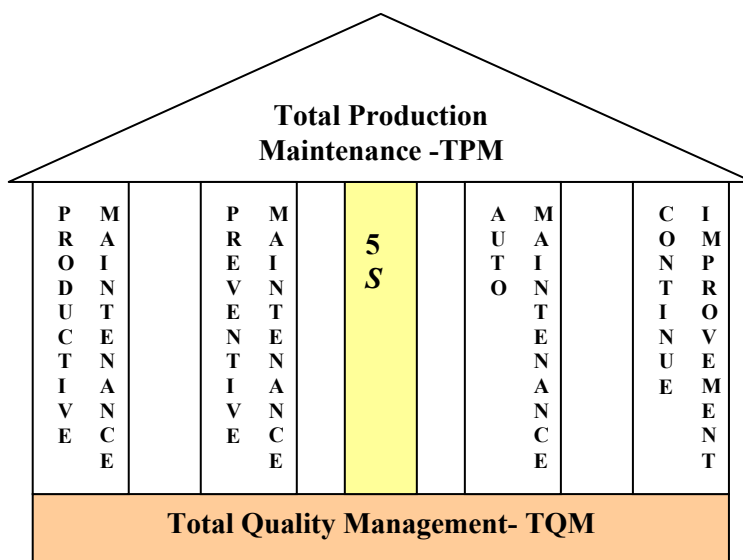 Total Production
Maintenance -TPM
PRODUCTIVE
MAINTENANCE
PREVENTIVE
MAINTENANCE
5
S
AUTO
MAINTENANCE
CONTINUE
IMPROVEMENT
Total Quality Management- TQM